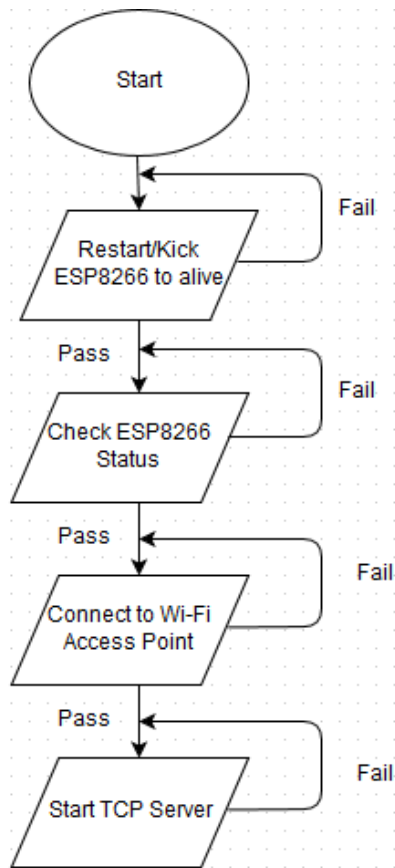 Start
Fail
Restart/Kick
ESP8266 to alive
Pass
Fail
Check ESP8266
Status
Pass
Fail
Connect to Wi-Fi
Access Point
Pass
Fail
Start TCP Server